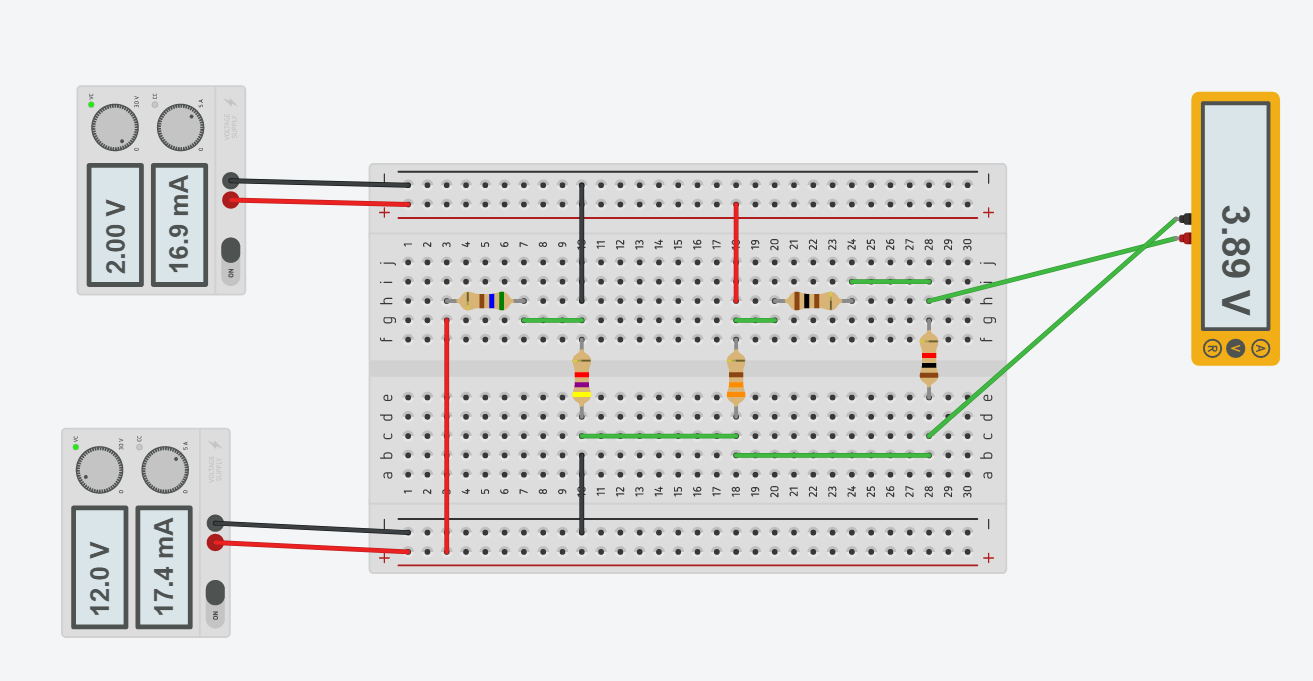 VC
30 V
0
CC
5 A
0
VOLTAGE
SUPPLY
2.00 V
16.9 mA
ON
3.89 V
R
V
A
− −
+ +
1 2 3 4 5 6 7 8 9 10 11 12 13 14 15 16 17 18 19 20 21 22 23 24 25 26 27 28 29 30
j j
i i
h h
g g
f f
e e
d d
c c
b b
a a
1 2 3 4 5 6 7 8 9 10 11 12 13 14 15 16 17 18 19 20 21 22 23 24 25 26 27 28 29 30
− −
+ +
VC
30 V
0
CC
5 A
0
VOLTAGE
SUPPLY
12.0 V
17.4 mA
ON